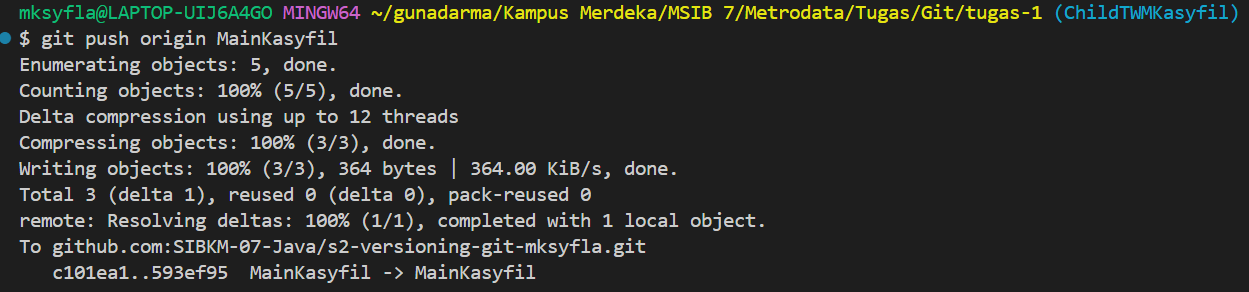 mksyfla@LAPTOP-UIJ6A4GO MINGW64 ~/gunadarma/Kampus Merdeka/MSIB 7/Metrodata/Tugas/Git/tugas-1 (ChildTWMKasyfil)
$ git push origin MainKasyfil
Enumerating objects: 5, done.
Counting objects: 100% (5/5), done.
Delta compression using up to 12 threads
Compressing objects: 100% (3/3), done.
Writing objects: 100% (3/3), 364 bytes | 364.00 KiB/s, done.
Total 3 (delta 1), reused 0 (delta 0), pack-reused 0
remote: Resolving deltas: 100% (1/1), completed with 1 local object.
To github.com:SIBKM-07-Java/s2-versioning-git-mksyfla.git
   c101ea1..593ef95  MainKasyfil -> MainKasyfil